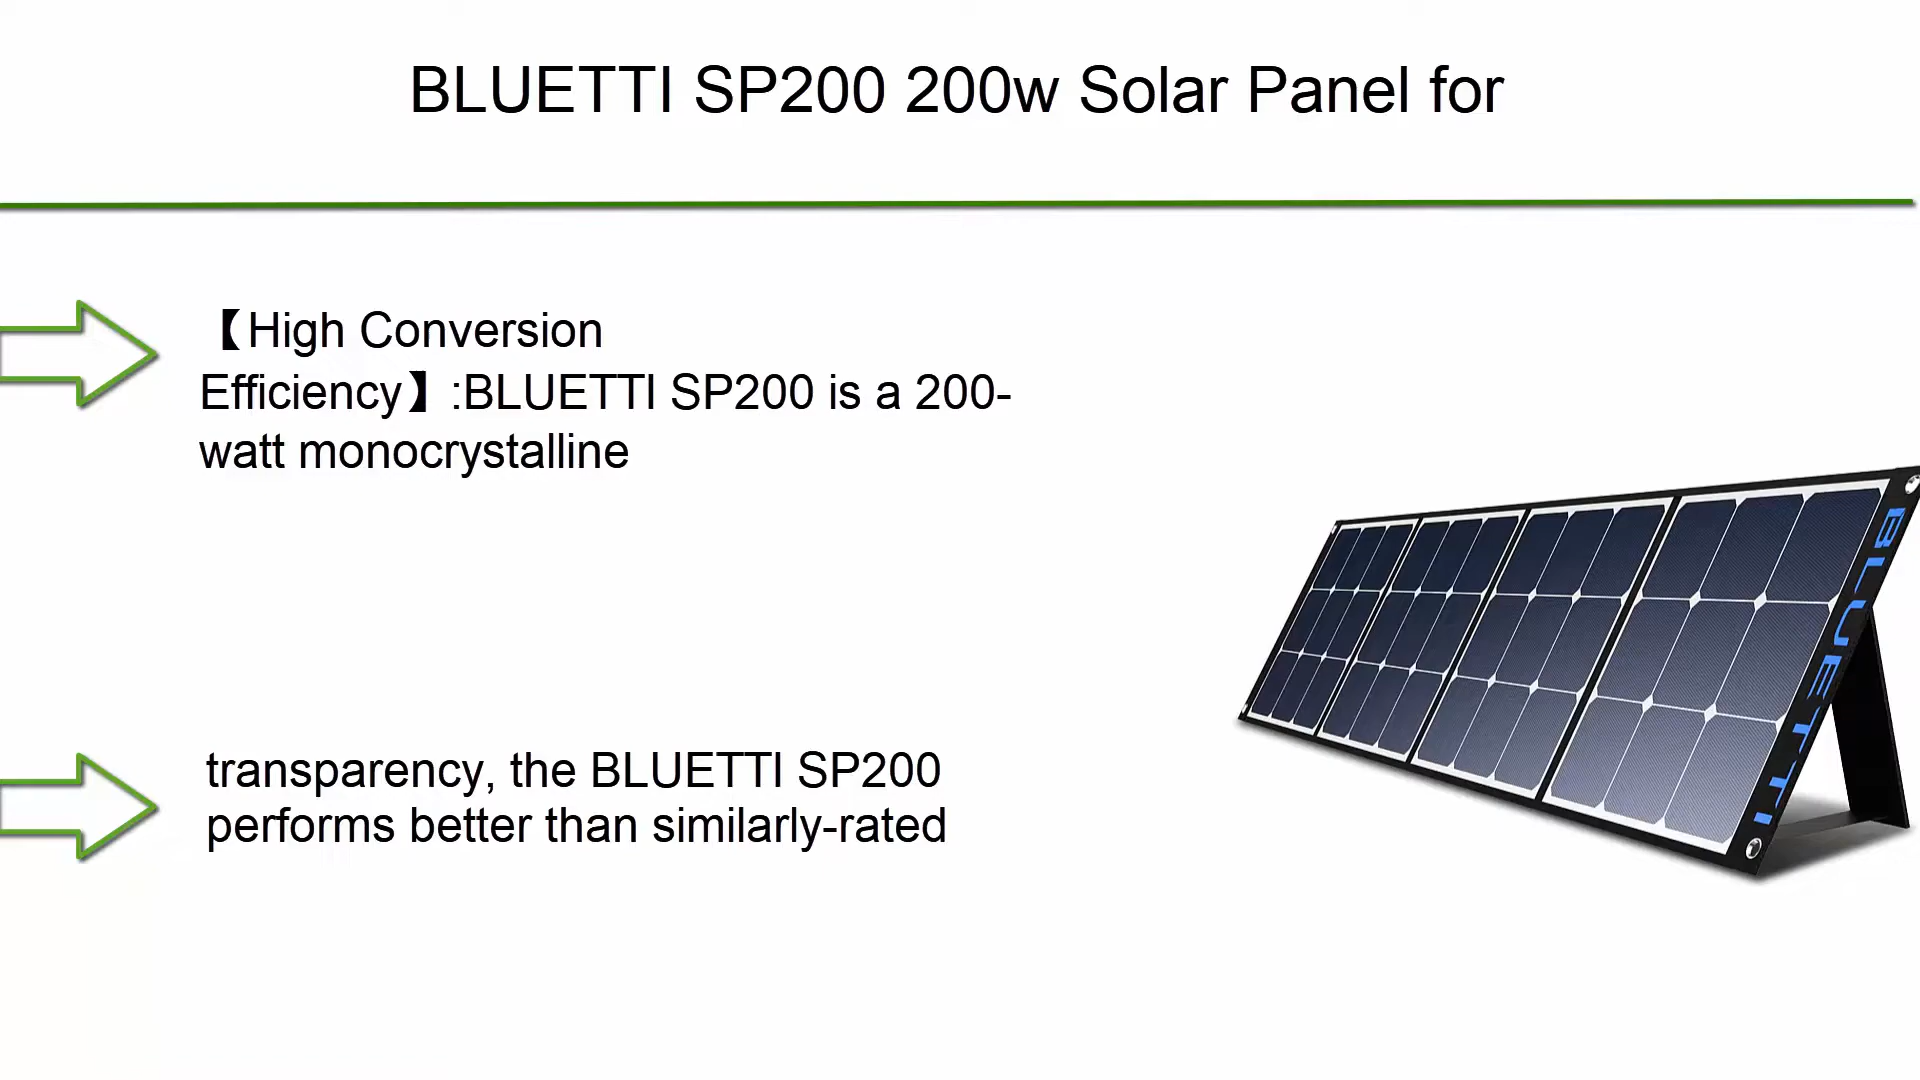 BLUETTI SP200 200w Solar Panel for
【High Conversion
Efficiency】:BLUETTI SP200 is a 200-
watt monocrystalline
transparency, the BLUETTI SP200
performs better than similarly-rated
BLUETTI